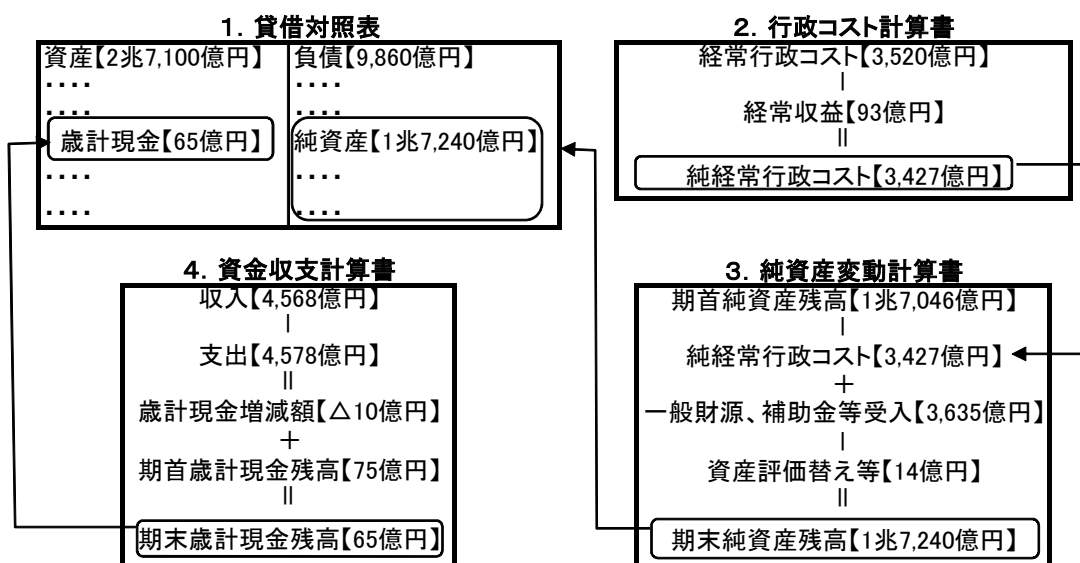 1．貸借対照表
資産【2兆7,100億円】 負債【9,860億円】
････ ････
････ ････
歳計現金【65億円】 純資産【1兆7,240億円】
････ ････
････ ････
2．行政コスト計算書
経常行政コスト【3,520億円】
－
経常収益【93億円】
＝
純経常行政コスト【3,427億円】
4．資金収支計算書
収入【4,568億円】
－
支出【4,578億円】
＝
歳計現金増減額【△10億円】
＋
期首歳計現金残高【75億円】
＝
期末歳計現金残高【65億円】
3．純資産変動計算書
期首純資産残高【1兆7,046億円】
－
純経常行政コスト【3,427億円】
＋
一般財源、補助金等受入【3,635億円】
－
資産評価替え等【14億円】
＝
期末純資産残高【1兆7,240億円】